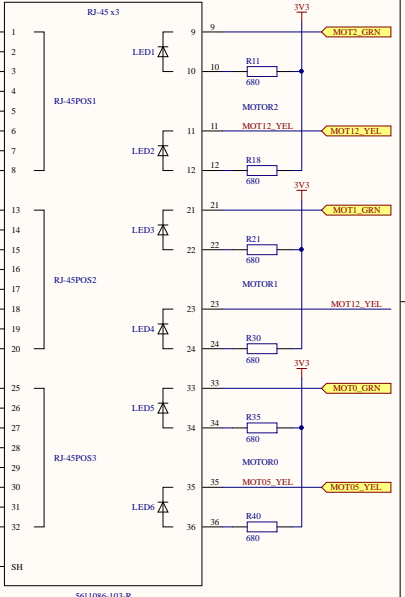 RJ-45 x3
3V3
1 9 9 MOT2_GRN
2 LED1
3 10 10 R11
680
4
RJ-45POS1
5 MOTOR2
6 11 11 MOT12_YEL MOT12_YEL
7 LED2
8 12 12 R18
680
3V3
13 21 21 MOT1_GRN
14 LED3
15 22 22 R21
680
16
RJ-45POS2
17 MOTOR1
18 23 23 MOT12_YEL
19 LED4
20 24 24 R30
680
3V3
25 33 33 MOT0_GRN
26 LED5
27 34 34 R35
680
28
RJ-45POS3
29 MOTOR0
30 35 35 MOT05_YEL MOT05_YEL
31 LED6
32 36 36 R40
680
SH
5611086-103-R